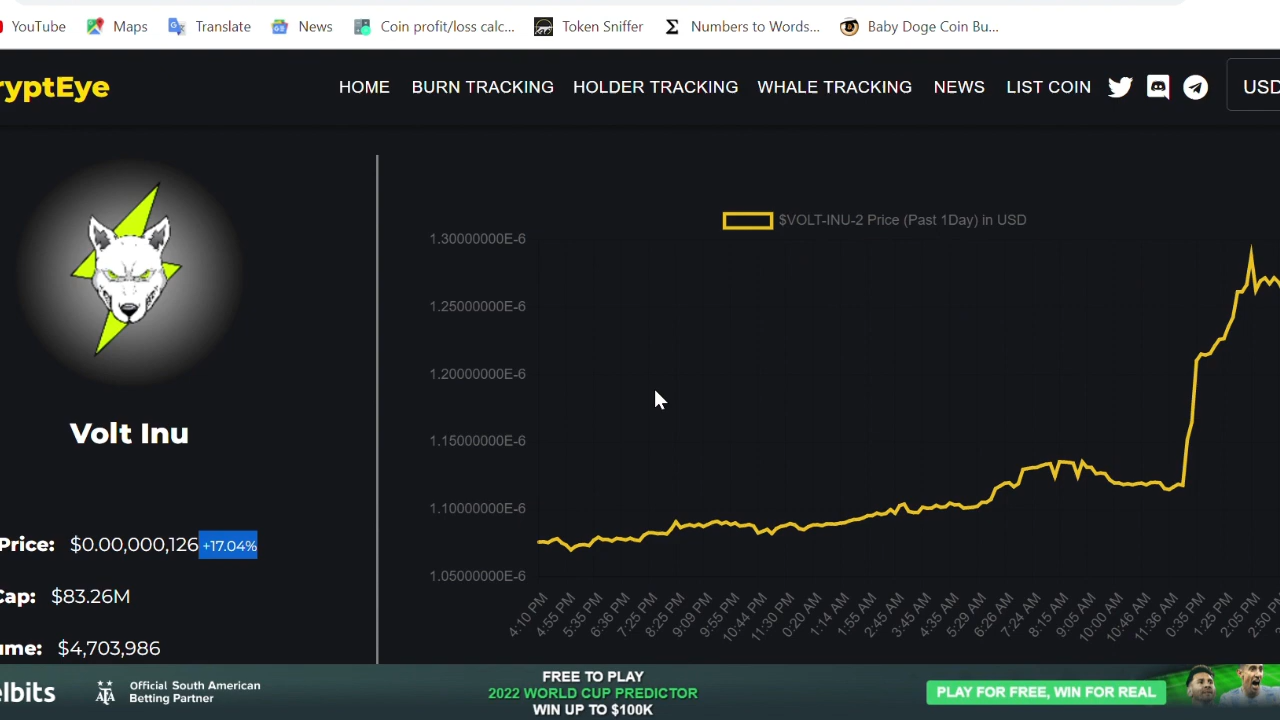 YouTube Maps Translate News Coin profit/loss calc... Token Sniffer Numbers to Words... Baby Doge Coin Bu...
ryptEye HOME BURN TRACKING HOLDER TRACKING WHALE TRACKING NEWS LIST COIN USD
$VOLT-INU-2 Price (Past 1Day) in USD
1.30000000E-6
1.25000000E-6
1.20000000E-6
1.15000000E-6
1.10000000E-6
1.05000000E-6
4:10 PM 4:55 PM 5:35 PM 6:36 PM 7:25 PM 8:25 PM 9:09 PM 9:55 PM 10:44 PM 11:30 PM 0:20 AM 1:14 AM 1:55 AM 2:45 AM 3:45 AM 4:35 AM 5:29 AM 6:26 AM 7:24 AM 8:15 AM 9:05 AM 10:00 AM 10:46 AM 11:36 AM 0:35 PM 1:25 PM 2:05 PM 2:50 P
Volt Inu
Price: $0.00,000,126 +17.04%
Cap: $83.26M
ume: $4,703,986
elbits
Official South American
Betting Partner
FREE TO PLAY
2022 WORLD CUP PREDICTOR
WIN UP TO $100K
PLAY FOR FREE, WIN FOR REAL